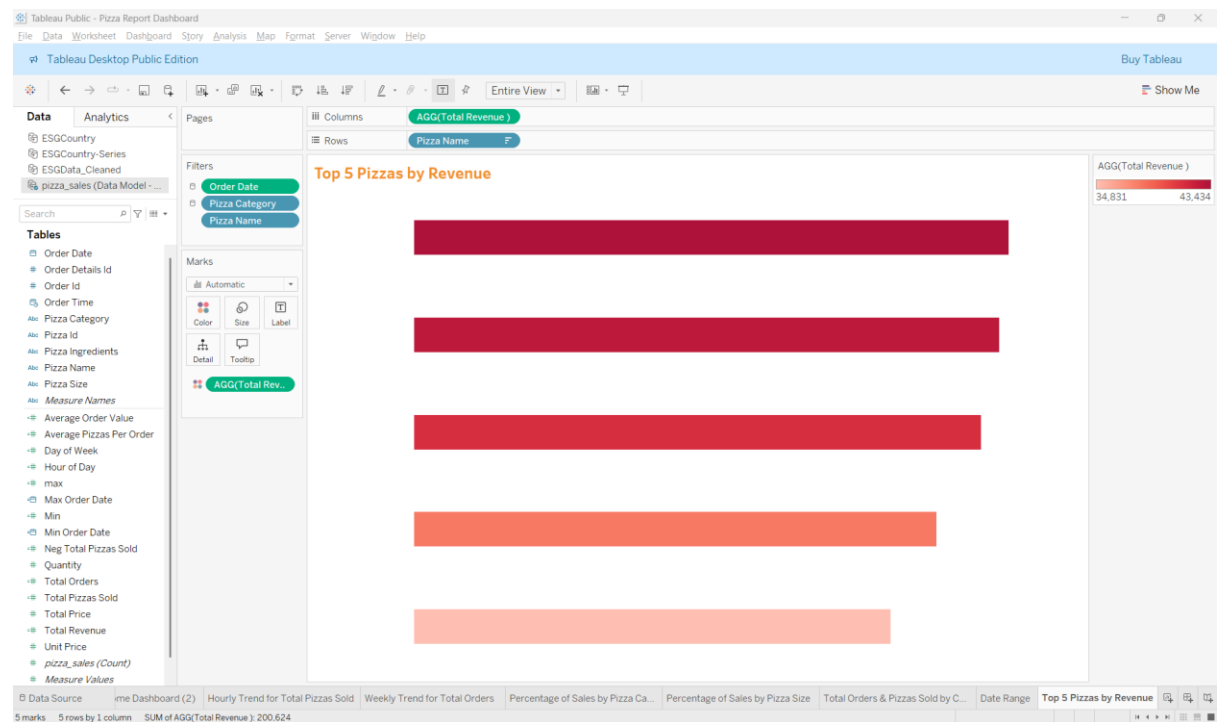 Tableau Public - Pizza Report Dashboard
File Data Worksheet Dashboard Story Analysis Map Format Server Window Help
Tableau Desktop Public Edition
Buy Tableau
Entire View
Show Me
Data Analytics
ESGCountry
ESGCountry-Series
ESGData_Cleaned
pizza_sales (Data Model - ...
Search
Tables
Order Date
Order Details Id
Order Id
Order Time
Abc Pizza Category
Abc Pizza Id
Abc Pizza Ingredients
Abc Pizza Name
Abc Pizza Size
Abc Measure Names
Average Order Value
Average Pizzas Per Order
Day of Week
Hour of Day
max
Max Order Date
Min
Min Order Date
Neg Total Pizzas Sold
Quantity
Total Orders
Total Pizzas Sold
Total Price
Total Revenue
Unit Price
pizza_sales (Count)
Measure Values
Pages
Filters
Order Date
Pizza Category
Pizza Name
Marks
Automatic
Color Size Label
Detail Tooltip
AGG(Total Rev..
Columns AGG(Total Revenue )
Rows Pizza Name
Top 5 Pizzas by Revenue
AGG(Total Revenue )
34,831 43,434
Data Source me Dashboard (2) Hourly Trend for Total Pizzas Sold Weekly Trend for Total Orders Percentage of Sales by Pizza Ca... Percentage of Sales by Pizza Size Total Orders & Pizzas Sold by C... Date Range Top 5 Pizzas by Revenue
5 marks 5 rows by 1 column SUM of AGG(Total Revenue ): 200,624